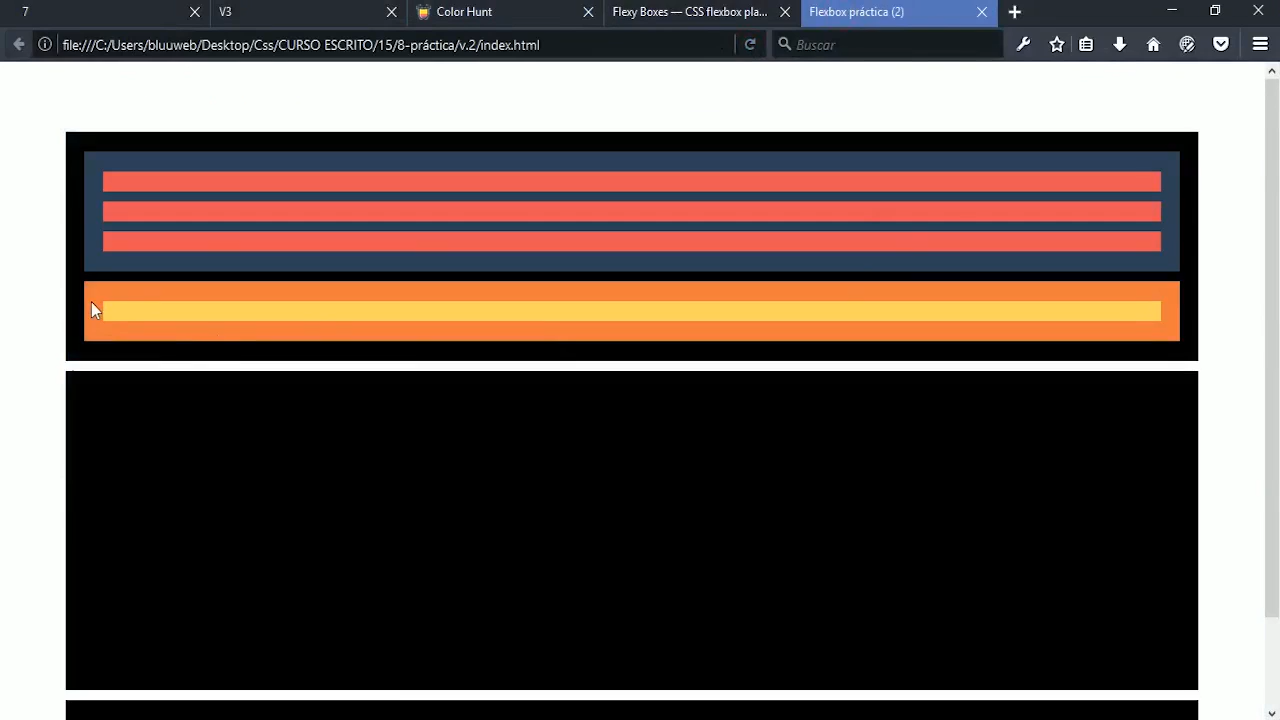 7
V3
Color Hunt
Flexy Boxes — CSS flexbox pla...
Flexbox práctica (2)
file:///C:/Users/bluuweb/Desktop/Css/CURSO ESCRITO/15/8-práctica/v.2/index.html
Buscar